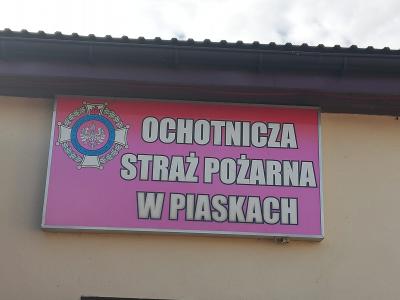 OCHOTNICZA
STRAŻ POŻARNA
W PIASKACH